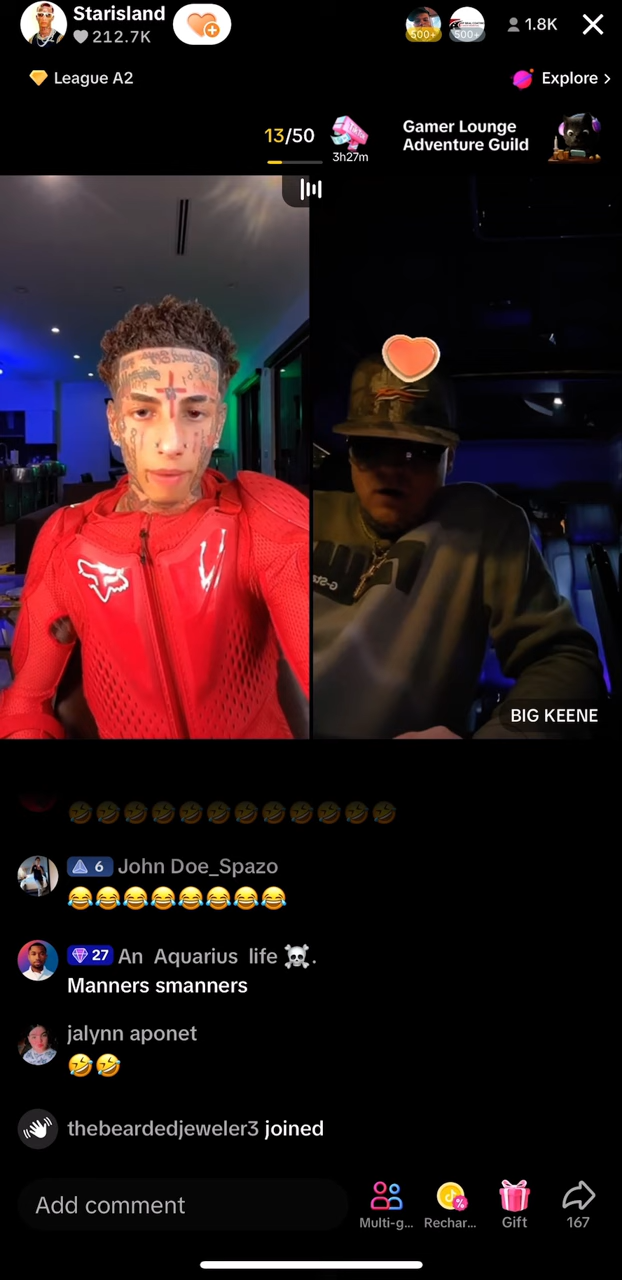 Starisland
212.7K
500+
500+
1.8K
League A2
Explore >
13/50
3h27m
Gamer Lounge
Adventure Guild
G-Sta
BIG KEENE
🤣🤣🤣🤣🤣🤣🤣🤣🤣🤣🤣🤣
6 John Doe_Spazo
😂😂😂😂😂😂😂😂
27 An Aquarius life ☠️.
Manners smanners
jalynn aponet
🤣🤣
thebeardedjeweler3 joined
Add comment
Multi-g...
Rechar...
Gift
167